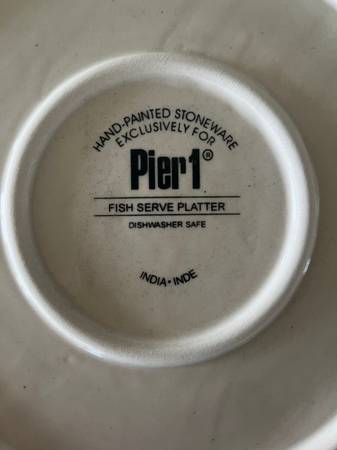 HAND-PAINTED STONEWARE
EXCLUSIVELY FOR
Pier1®
FISH SERVE PLATTER
DISHWASHER SAFE
INDIA•INDE